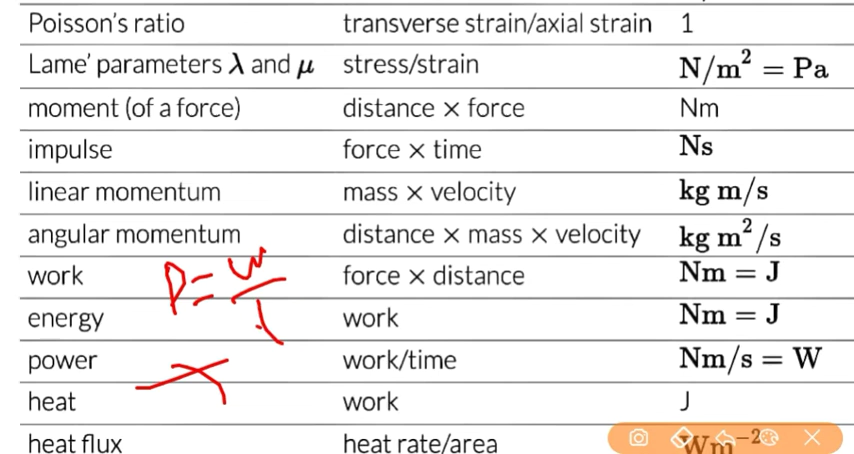 Poisson's ratio transverse strain/axial strain 1
Lame' parameters λ and μ stress/strain N/m² = Pa
moment (of a force) distance × force Nm
impulse force × time Ns
linear momentum mass × velocity kg m/s
angular momentum distance × mass × velocity kg m²/s
work force × distance Nm = J
P = W
energy work Nm = J
power work/time Nm/s = W
heat work J
heat flux heat rate/area Wm⁻²